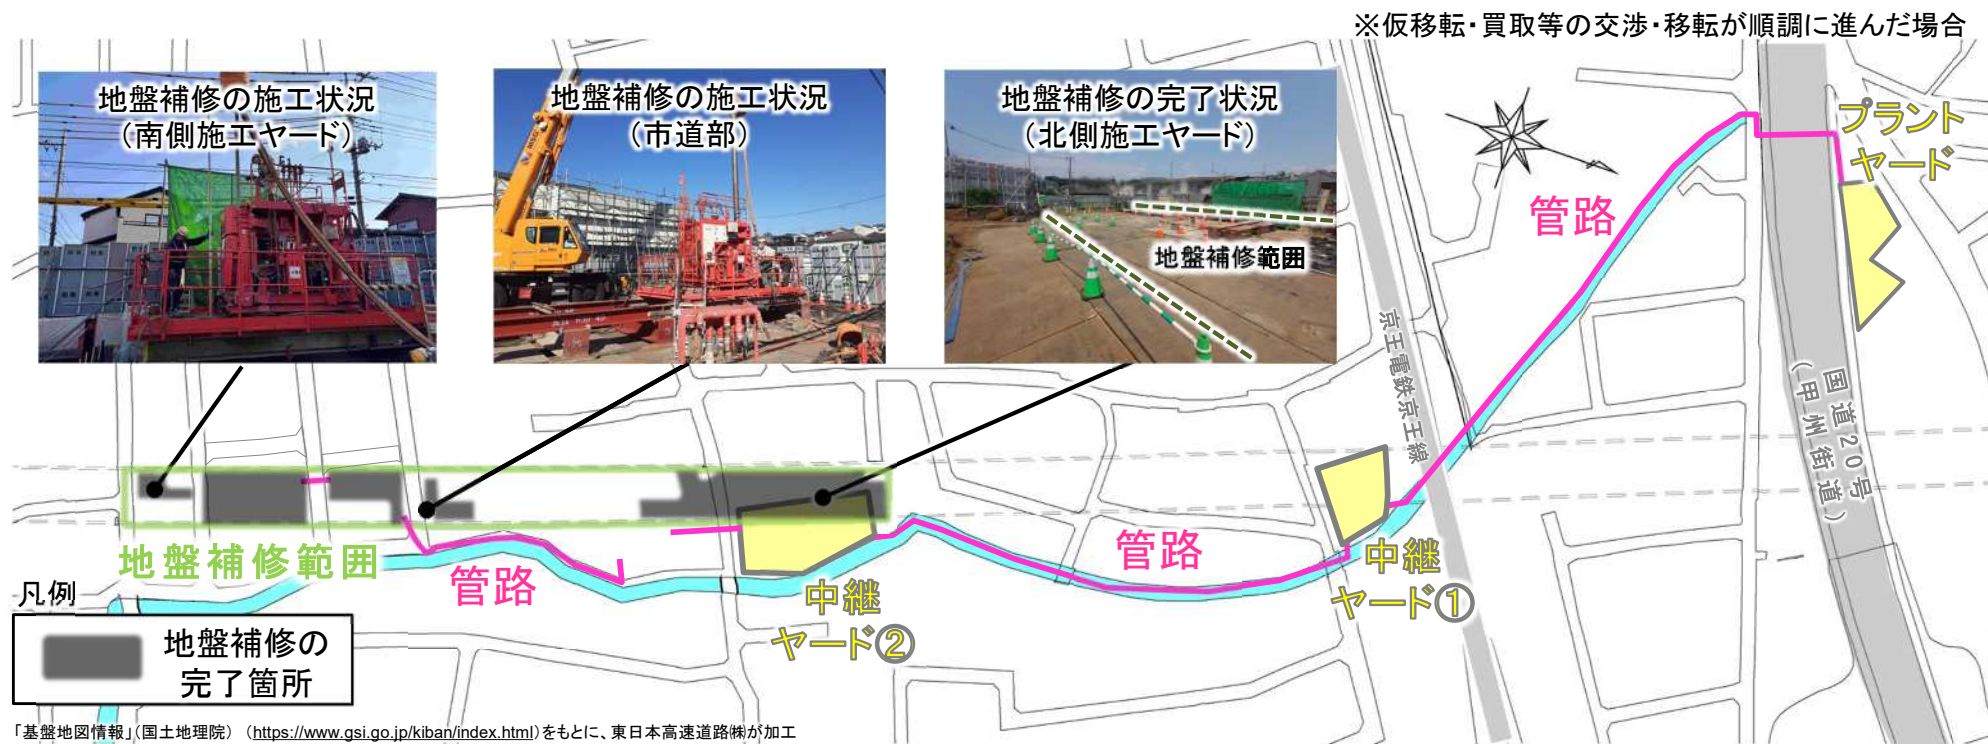 ※仮移転・買取等の交渉・移転が順調に進んだ場合
地盤補修の施工状況
（南側施工ヤード）
地盤補修の施工状況
（市道部）
地盤補修の完了状況
（北側施工ヤード）
地盤補修範囲
プラント
ヤード
管路
京王電鉄京王線
国道20号
（甲州街道）
地盤補修範囲
管路
管路
中継
ヤード①
中継
ヤード②
凡例
地盤補修の
完了箇所
「基盤地図情報」（国土地理院）（https://www.gsi.go.jp/kiban/index.html）をもとに、東日本高速道路㈱が加工